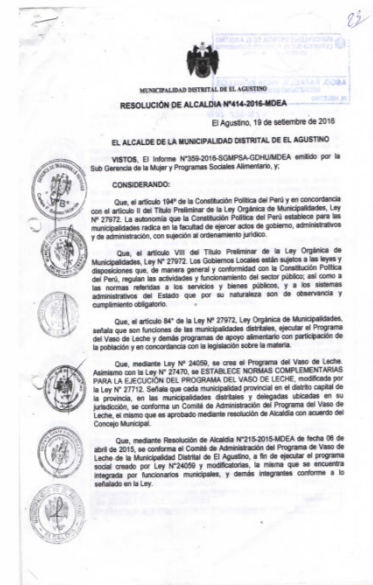 23
MUNICIPALIDAD DISTRITAL DE EL AGUSTINO
RESOLUCIÓN DE ALCALDIA N°414-2016-MDEA
El Agustino, 19 de setiembre de 2016
EL ALCALDE DE LA MUNICIPALIDAD DISTRITAL DE EL AGUSTINO
VISTOS, El Informe N°359-2016-SGMPSA-GDHU/MDEA emitido por la
Sub Gerencia de la Mujer y Programas Sociales Alimentario, y;
CONSIDERANDO:
Que, el artículo 194° de la Constitución Política del Perú y en concordancia
con el artículo II del Título Preliminar de la Ley Orgánica de Municipalidades, Ley
N° 27972. La autonomía que la Constitución Política del Perú establece para las
municipalidades radica en la facultad de ejercer actos de gobierno, administrativos
y de administración, con sujeción al ordenamiento jurídico.
Que, el artículo VIII del Título Preliminar de la Ley Orgánica de
Municipalidades, Ley N° 27972. Los Gobiernos Locales están sujetos a las leyes y
disposiciones que, de manera general y conformidad con la Constitución Política
del Perú, regulan las actividades y funcionamiento del sector público; así como a
las normas referidas a los servicios y bienes públicos, y a los sistemas
administrativos del Estado que por su naturaleza son de observancia y
cumplimiento obligatorio.
Que, el artículo 84° de la Ley N° 27972, Ley Orgánica de Municipalidades,
señala que son funciones de las municipalidades distritales, ejecutar el Programa
del Vaso de Leche y demás programas de apoyo alimentario con participación de
la población y en concordancia con la legislación sobre la materia.
Que, mediante Ley N° 24059, se crea el Programa del Vaso de Leche.
Asimismo con la Ley N° 27470, se ESTABLECE NORMAS COMPLEMENTARIAS
PARA LA EJECUCIÓN DEL PROGRAMA DEL VASO DE LECHE, modificada por
la Ley N° 27712. Señala que cada municipalidad provincial en el distrito capital de
la provincia, en las municipalidades distritales y delegadas ubicadas en su
jurisdicción, se conforma un Comité de Administración del Programa del Vaso de
Leche, el mismo que es aprobado mediante resolución de Alcaldía con acuerdo del
Concejo Municipal.
Que, mediante Resolución de Alcaldía N°215-2015-MDEA de fecha 06 de
abril de 2015, se conforma el Comité de Administración del Programa de Vaso de
Leche de la Municipalidad Distrital de El Agustino, a fin de ejecutar el programa
social creado por Ley N°24059 y modificatorias, la misma que se encuentra
integrada por funcionarios municipales, y demás integrantes conforme a lo
señalado en la Ley.